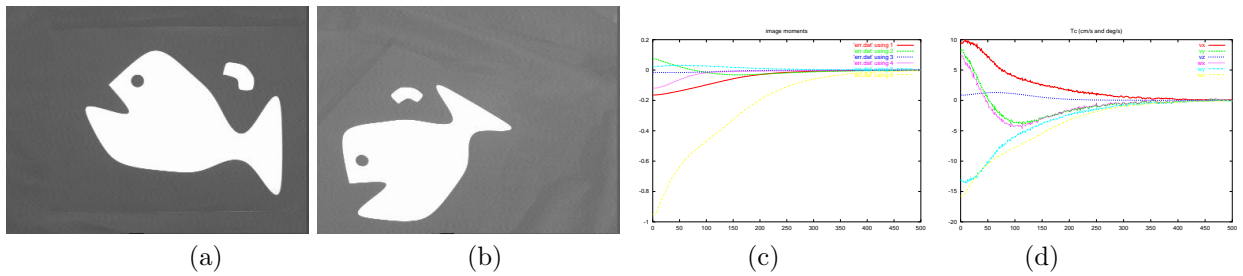 image moments
0.2
0
-0.2
-0.4
-0.6
-0.8
-1
0 50 100 150 200 250 300 350 400 450 500
'err.dat' using 1
'err.dat' using 2
'err.dat' using 3
'err.dat' using 4
Tc (cm/s and deg/s)
10
5
0
-5
-10
-15
-20
0 50 100 150 200 250 300 350 400 450 500
vx
vy
vz
wx
(a)
(b)
(c)
(d)